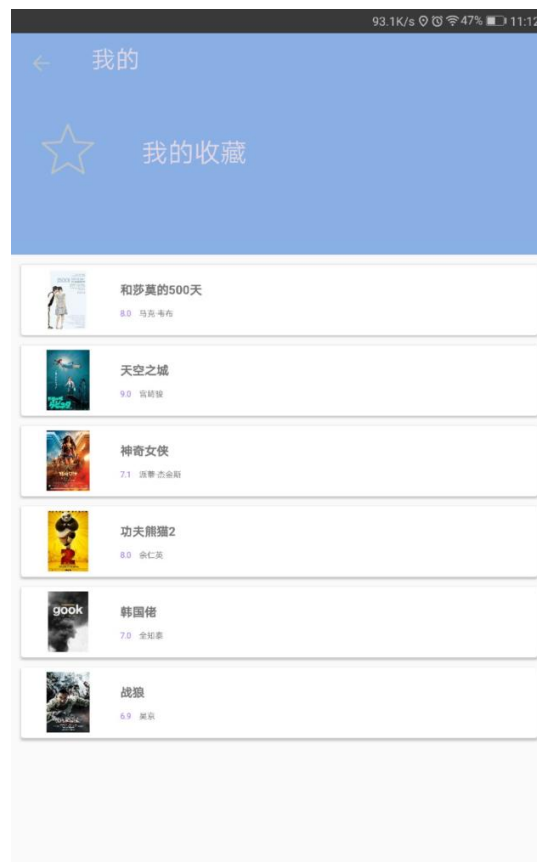 93.1K/s 47% 11:12
我的
我的收藏
和莎莫的500天
8.0 马克·韦布
天空之城
9.0 宫崎骏
神奇女侠
7.1 派蒂·杰金斯
功夫熊猫2
8.0 余仁英
gook
韩国佬
7.0 全知泰
战狼
6.9 吴京